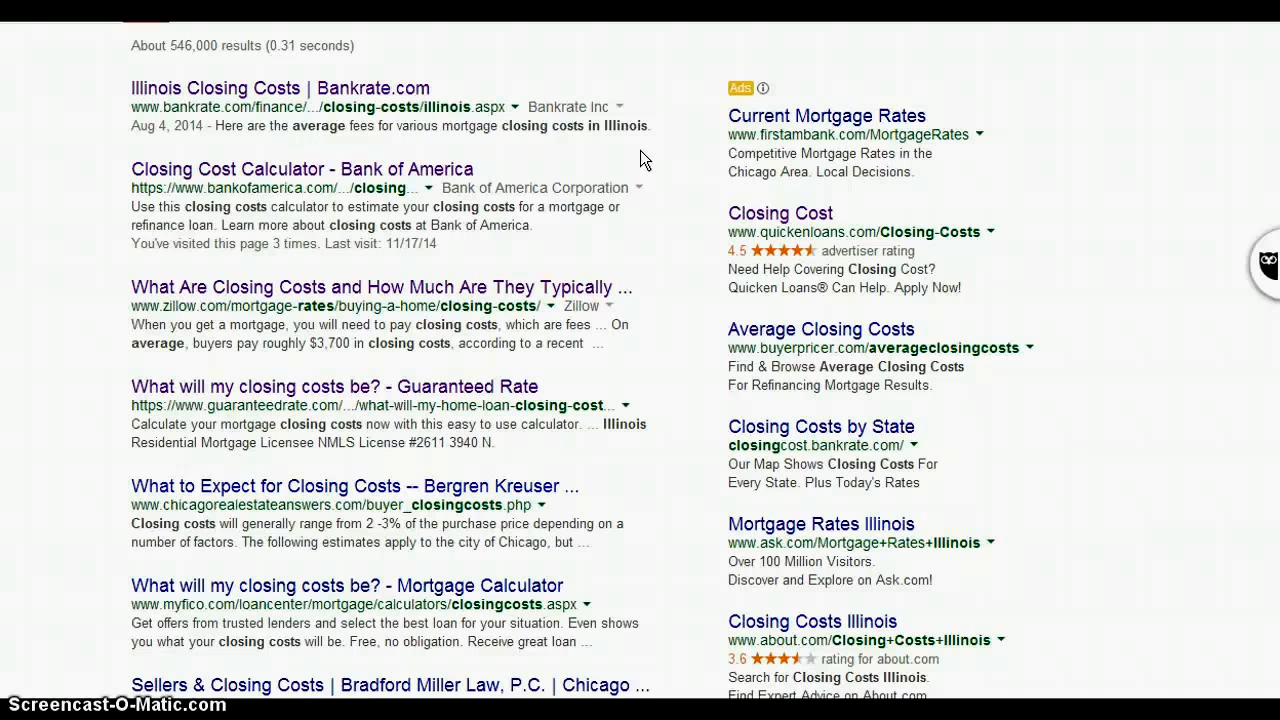 About 546,000 results (0.31 seconds)
Illinois Closing Costs | Bankrate.com
www.bankrate.com/finance/.../closing-costs/illinois.aspx Bankrate Inc
Aug 4, 2014 - Here are the average fees for various mortgage closing costs in Illinois.
Closing Cost Calculator - Bank of America
https://www.bankofamerica.com/.../closing... Bank of America Corporation
Use this closing costs calculator to estimate your closing costs for a mortgage or
refinance loan. Learn more about closing costs at Bank of America.
You've visited this page 3 times. Last visit: 11/17/14
What Are Closing Costs and How Much Are They Typically ...
www.zillow.com/mortgage-rates/buying-a-home/closing-costs/ Zillow
When you get a mortgage, you will need to pay closing costs, which are fees ... On
average, buyers pay roughly $3,700 in closing costs, according to a recent ...
What will my closing costs be? - Guaranteed Rate
https://www.guaranteedrate.com/.../what-will-my-home-loan-closing-cost...
Calculate your mortgage closing costs now with this easy to use calculator. ... Illinois
Residential Mortgage Licensee NMLS License #2611 3940 N.
What to Expect for Closing Costs -- Bergren Kreuser ...
www.chicagorealestateanswers.com/buyer_closingcosts.php
Closing costs will generally range from 2 -3% of the purchase price depending on a
number of factors. The following estimates apply to the city of Chicago, but ...
What will my closing costs be? - Mortgage Calculator
www.myfico.com/loancenter/mortgage/calculators/closingcosts.aspx
Get offers from trusted lenders and select the best loan for your situation. Even shows
you what your closing costs will be. Free, no obligation. Receive great loan ...
Sellers & Closing Costs | Bradford Miller Law, P.C. | Chicago ...
Ads
Current Mortgage Rates
www.firstambank.com/MortgageRates
Competitive Mortgage Rates in the
Chicago Area. Local Decisions.
Closing Cost
www.quickenloans.com/Closing-Costs
4.5 advertiser rating
Need Help Covering Closing Cost?
Quicken Loans® Can Help. Apply Now!
Average Closing Costs
www.buyerpricer.com/averageclosingcosts
Find & Browse Average Closing Costs
For Refinancing Mortgage Results.
Closing Costs by State
closingcost.bankrate.com/
Our Map Shows Closing Costs For
Every State. Plus Today's Rates
Mortgage Rates Illinois
www.ask.com/Mortgage+Rates+Illinois
Over 100 Million Visitors.
Discover and Explore on Ask.com!
Closing Costs Illinois
www.about.com/Closing+Costs+Illinois
3.6 rating for about.com
Search for Closing Costs Illinois.
Find Expert Advice on About.com.
Screencast-O-Matic.com